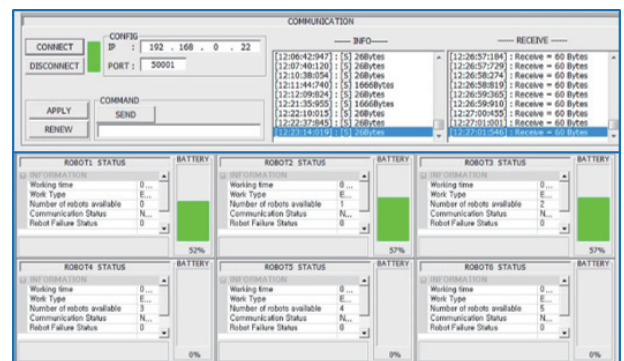 COMMUNICATION
CONNECT
DISCONNECT
CONFIG
IP : 192 . 168 . 0 . 22
PORT : 50001
APPLY
RENEW
COMMAND
SEND
INFO
[12:06:42:947] : [S] 26Bytes
[12:07:40:120] : [S] 26Bytes
[12:10:38:054] : [S] 26Bytes
[12:11:44:740] : [S] 1666Bytes
[12:12:09:824] : [S] 26Bytes
[12:21:35:955] : [S] 1666Bytes
[12:22:10:015] : [S] 26Bytes
[12:22:37:845] : [S] 26Bytes
[12:23:14:019] : [S] 26Bytes
RECEIVE
[12:26:57:184] : Receive = 60 Bytes
[12:26:57:729] : Receive = 60 Bytes
[12:26:58:274] : Receive = 60 Bytes
[12:26:58:819] : Receive = 60 Bytes
[12:26:59:365] : Receive = 60 Bytes
[12:26:59:910] : Receive = 60 Bytes
[12:27:00:455] : Receive = 60 Bytes
[12:27:01:001] : Receive = 60 Bytes
[12:27:01:546] : Receive = 60 Bytes
ROBOT1 STATUS
BATTERY
INFORMATION
Working time 0...
Work Type E...
Number of robots available 0
Communication Status N...
Robot Failure Status 0
52%
ROBOT2 STATUS
BATTERY
INFORMATION
Working time 0...
Work Type E...
Number of robots available 1
Communication Status N...
Robot Failure Status 0
57%
ROBOT3 STATUS
BATTERY
INFORMATION
Working time 0...
Work Type E...
Number of robots available 2
Communication Status N...
Robot Failure Status 0
57%
ROBOT4 STATUS
BATTERY
INFORMATION
Working time 0...
Work Type E...
Number of robots available 3
Communication Status N...
Robot Failure Status 0
0%
ROBOT5 STATUS
BATTERY
INFORMATION
Working time 0...
Work Type E...
Number of robots available 4
Communication Status N...
Robot Failure Status 0
0%
ROBOT6 STATUS
BATTERY
INFORMATION
Working time 0...
Work Type E...
Number of robots available 5
Communication Status N...
Robot Failure Status 0
0%